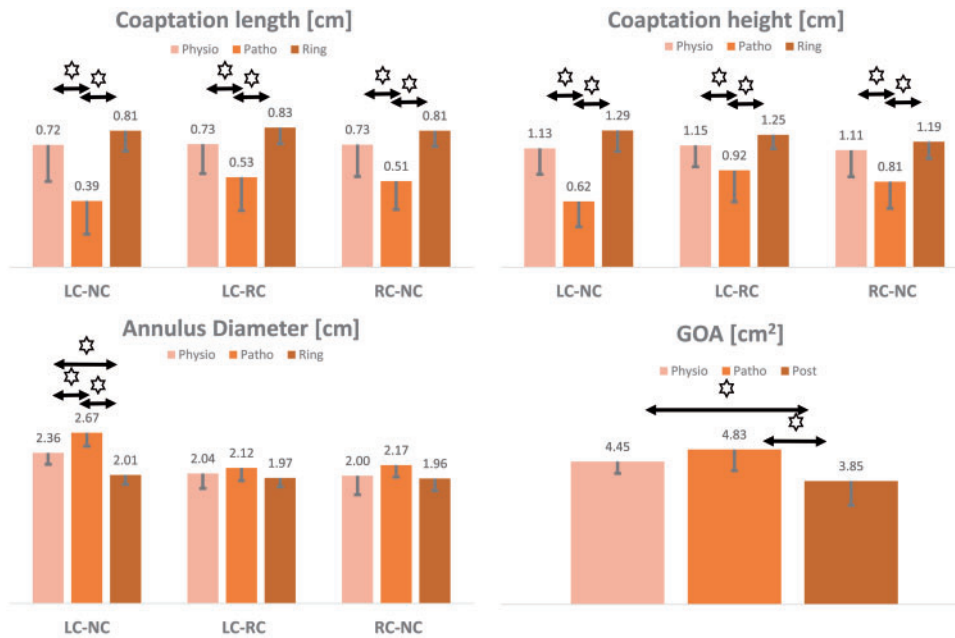 Coaptation length [cm]
Physio Patho Ring
0.72 0.39 0.81 0.73 0.53 0.83 0.73 0.51 0.81
LC-NC LC-RC RC-NC
Coaptation height [cm]
Physio Patho Ring
1.13 0.62 1.29 1.15 0.92 1.25 1.11 0.81 1.19
LC-NC LC-RC RC-NC
Annulus Diameter [cm]
Physio Patho Ring
2.36 2.67 2.01 2.04 2.12 1.97 2.00 2.17 1.96
LC-NC LC-RC RC-NC
GOA [cm²]
Physio Patho Post
4.45 4.83 3.85